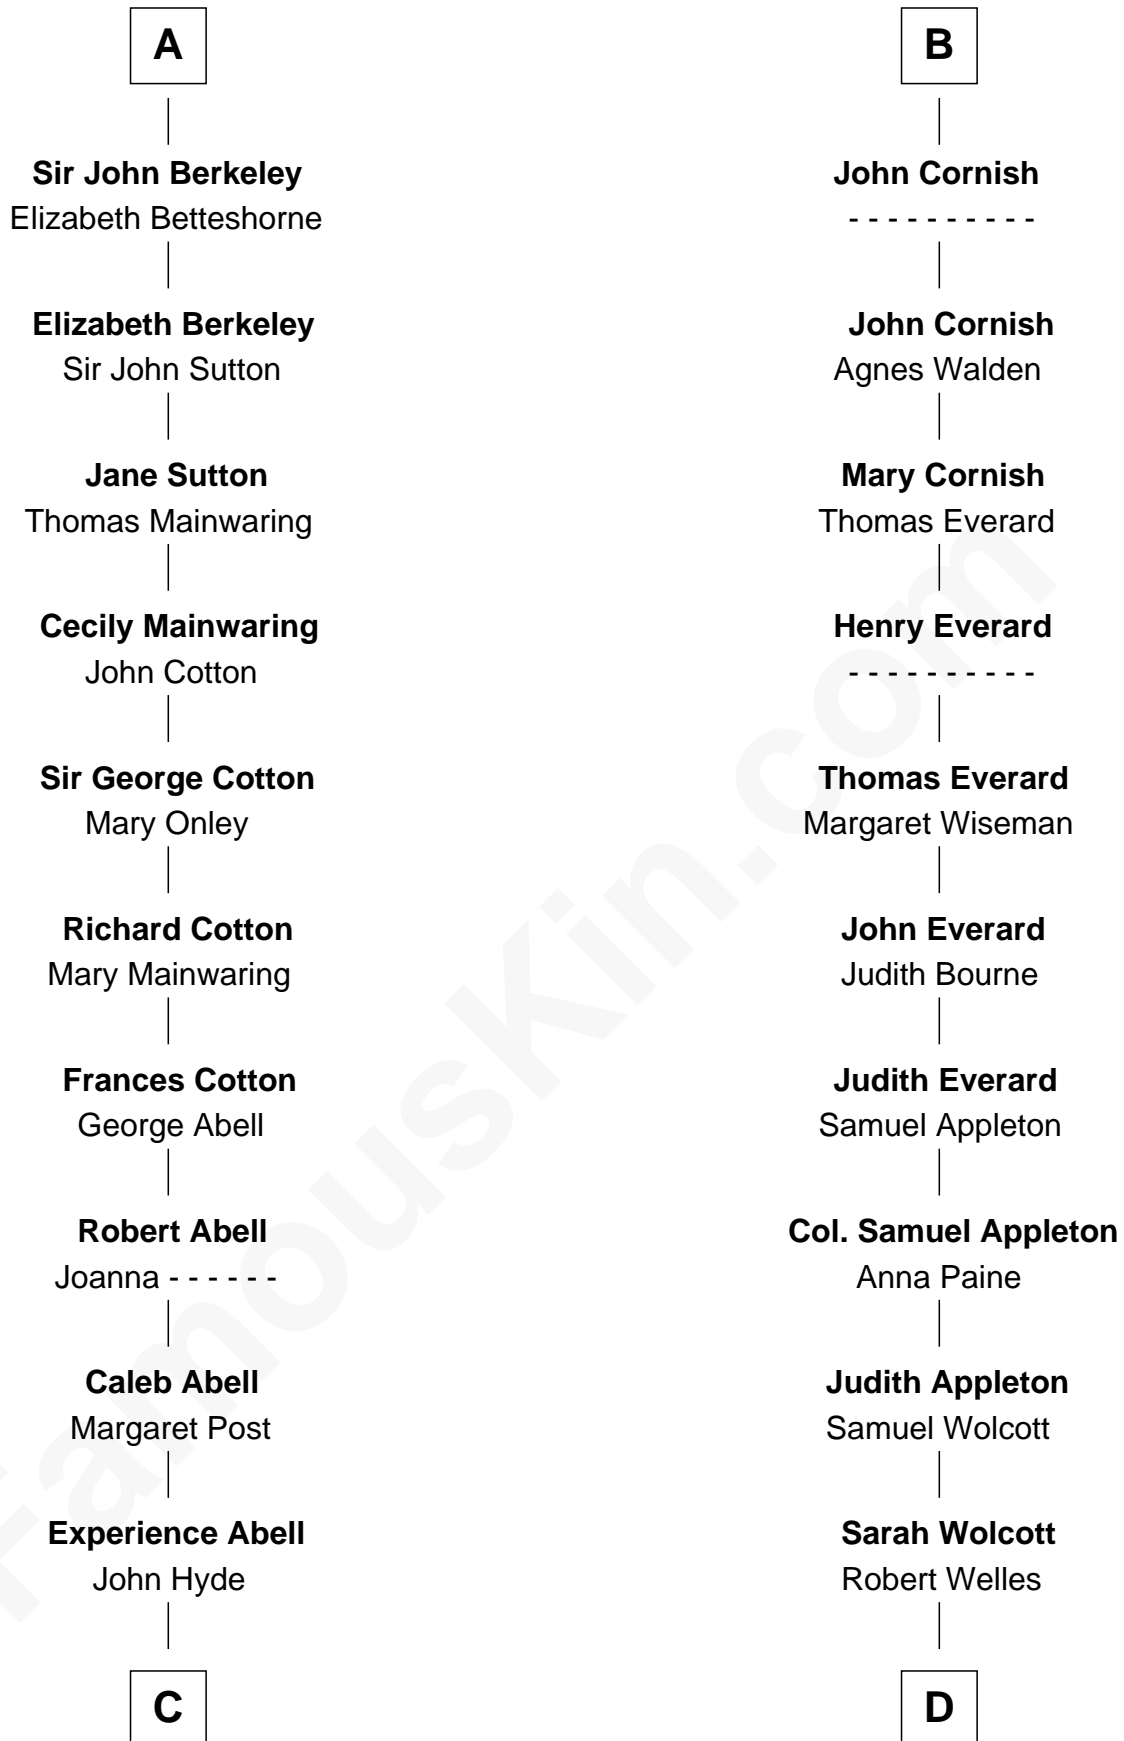 A
Sir John Berkeley
Elizabeth Betteshorne
Elizabeth Berkeley
Sir John Sutton
Jane Sutton
Thomas Mainwaring
Cecily Mainwaring
John Cotton
Sir George Cotton
Mary Onley
Richard Cotton
Mary Mainwaring
Frances Cotton
George Abell
Robert Abell
Joanna - - - - - -
Caleb Abell
Margaret Post
Experience Abell
John Hyde
C
B
John Cornish
- - - - - - - - - -
John Cornish
Agnes Walden
Mary Cornish
Thomas Everard
Henry Everard
- - - - - - - - - -
Thomas Everard
Margaret Wiseman
John Everard
Judith Bourne
Judith Everard
Samuel Appleton
Col. Samuel Appleton
Anna Paine
Judith Appleton
Samuel Wolcott
Sarah Wolcott
Robert Welles
D
FamousKin.com